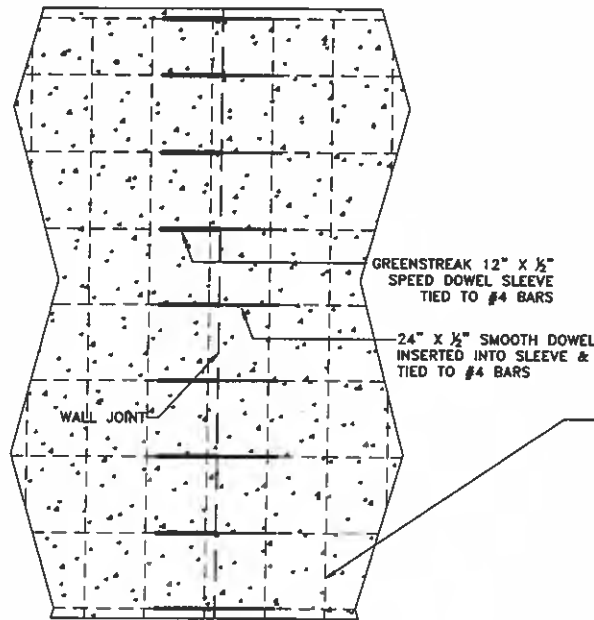 GREENSTREAK 12" X ½"
SPEED DOWEL SLEEVE
TIED TO #4 BARS
24" X ½" SMOOTH DOWEL
INSERTED INTO SLEEVE &
TIED TO #4 BARS
WALL JOINT